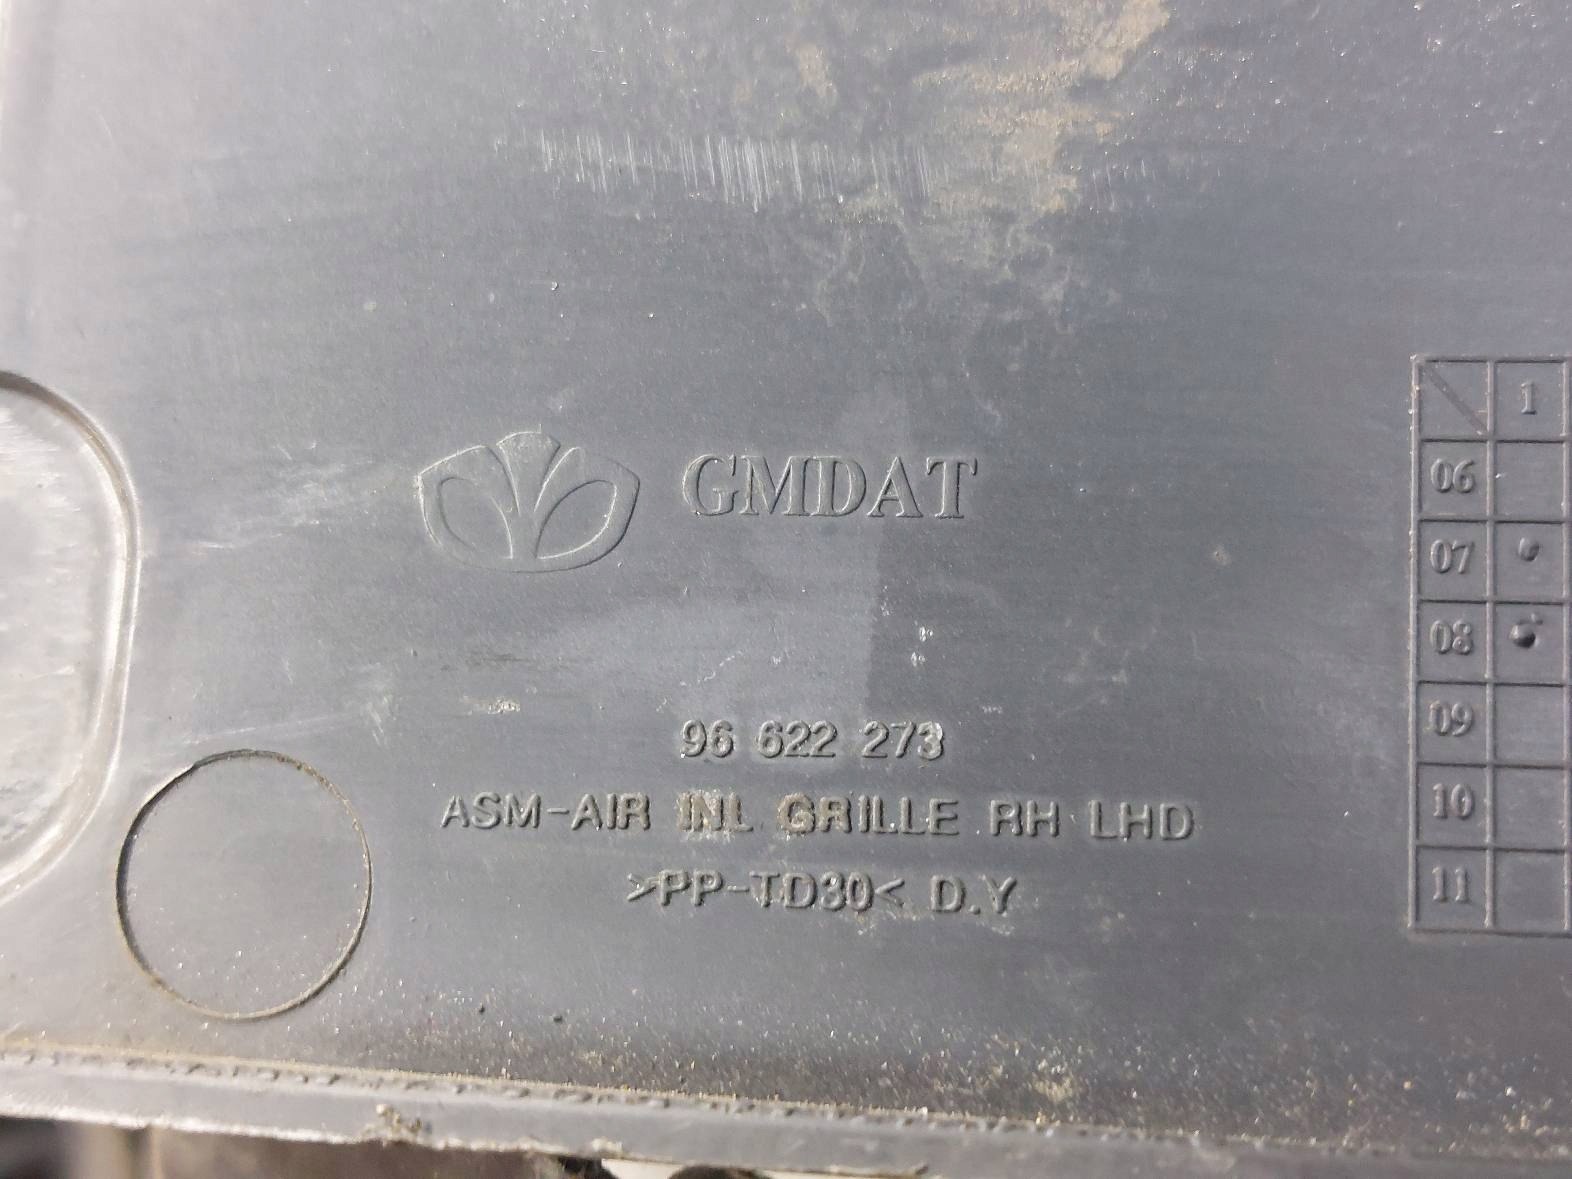 GMDAT
96 622 273
ASM-AIR INL GRILLE RH LHD
>PP-TD30< D.Y
1
06
07
08
09
10
11